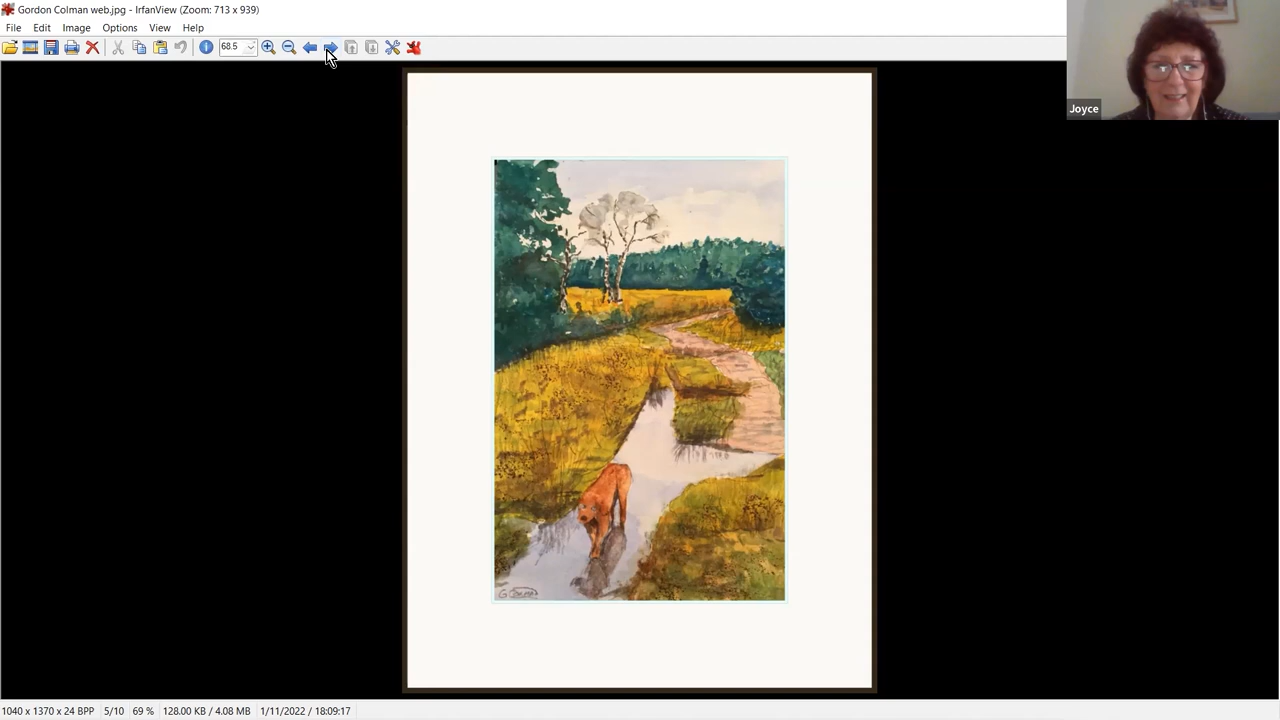 Gordon Colman web.jpg - IrfanView (Zoom: 713 x 939)
File Edit Image Options View Help
68.5
Joyce
1040 x 1370 x 24 BPP 5/10 69 % 128.00 KB / 4.08 MB 1/11/2022 / 18:09:17